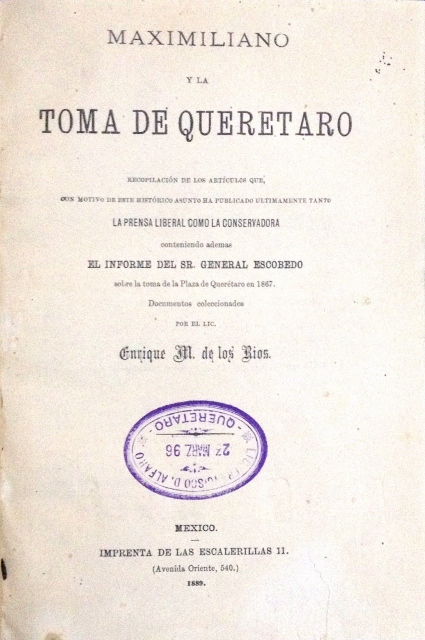 MAXIMILIANO
Y LA
TOMA DE QUERETARO
RECOPILACIÓN DE LOS ARTÍCULOS QUE,
CON MOTIVO DE ESTE HISTÓRICO ASUNTO HA PUBLICADO ULTIMAMENTE TANTO
LA PRENSA LIBERAL COMO LA CONSERVADORA
conteniendo ademas
EL INFORME DEL SR. GENERAL ESCOBEDO
sobre la toma de la Plaza de Querétaro en 1867.
Documentos coleccionados
POR EL LIC.
Enrique M. de los Rios.
D. ALFARO
27 MARZ 96
- QUERETARO -
MEXICO.
IMPRENTA DE LAS ESCALERILLAS 11.
(Avenida Oriente, 540.)
1889.